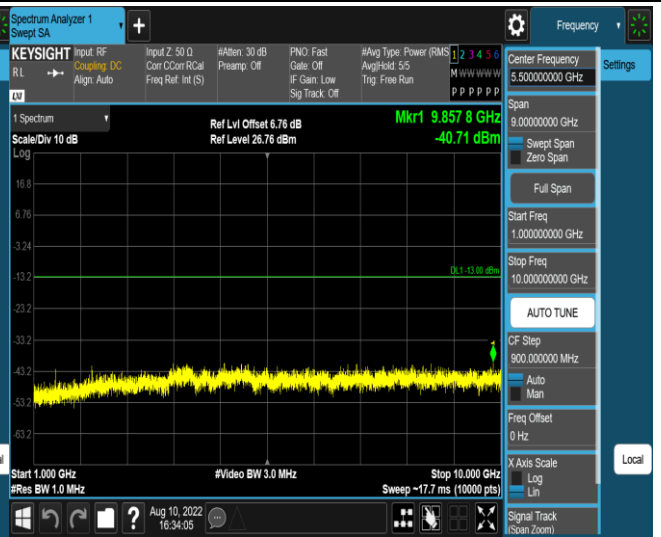 Spectrum Analyzer 1
Swept SA
Frequency
KEYSIGHT
RL
Input: RF
Coupling: DC
Align: Auto
Input Z: 50 Ω
Corr CCorr RCal
Freq Ref: Int (S)
#Atten: 30 dB
Preamp: Off
PNO: Fast
Gate: Off
IF Gain: Low
Sig Track: Off
#Avg Type: Power (RMS
Avg|Hold: 5/5
Trig: Free Run
1 2 3 4 5 6
M W W W W W
P P P P P P
LXI
1 Spectrum
Scale/Div 10 dB
Log
Ref Lvl Offset 6.76 dB
Ref Level 26.76 dBm
Mkr1 9.857 8 GHz
-40.71 dBm
16.8
6.76
-3.24
-13.2
-23.2
-33.2
-43.2
-53.2
-63.2
DL1 -13.00 dBm
1
Start 1.000 GHz
#Res BW 1.0 MHz
#Video BW 3.0 MHz
Stop 10.000 GHz
Sweep ~17.7 ms (10000 pts)
Aug 10, 2022
16:34:05
Center Frequency
5.500000000 GHz
Span
9.00000000 GHz
Swept Span
Zero Span
Full Span
Start Freq
1.000000000 GHz
Stop Freq
10.000000000 GHz
AUTO TUNE
CF Step
900.000000 MHz
Auto
Man
Freq Offset
0 Hz
X Axis Scale
Log
Lin
Signal Track
(Span Zoom)
Settings
Local